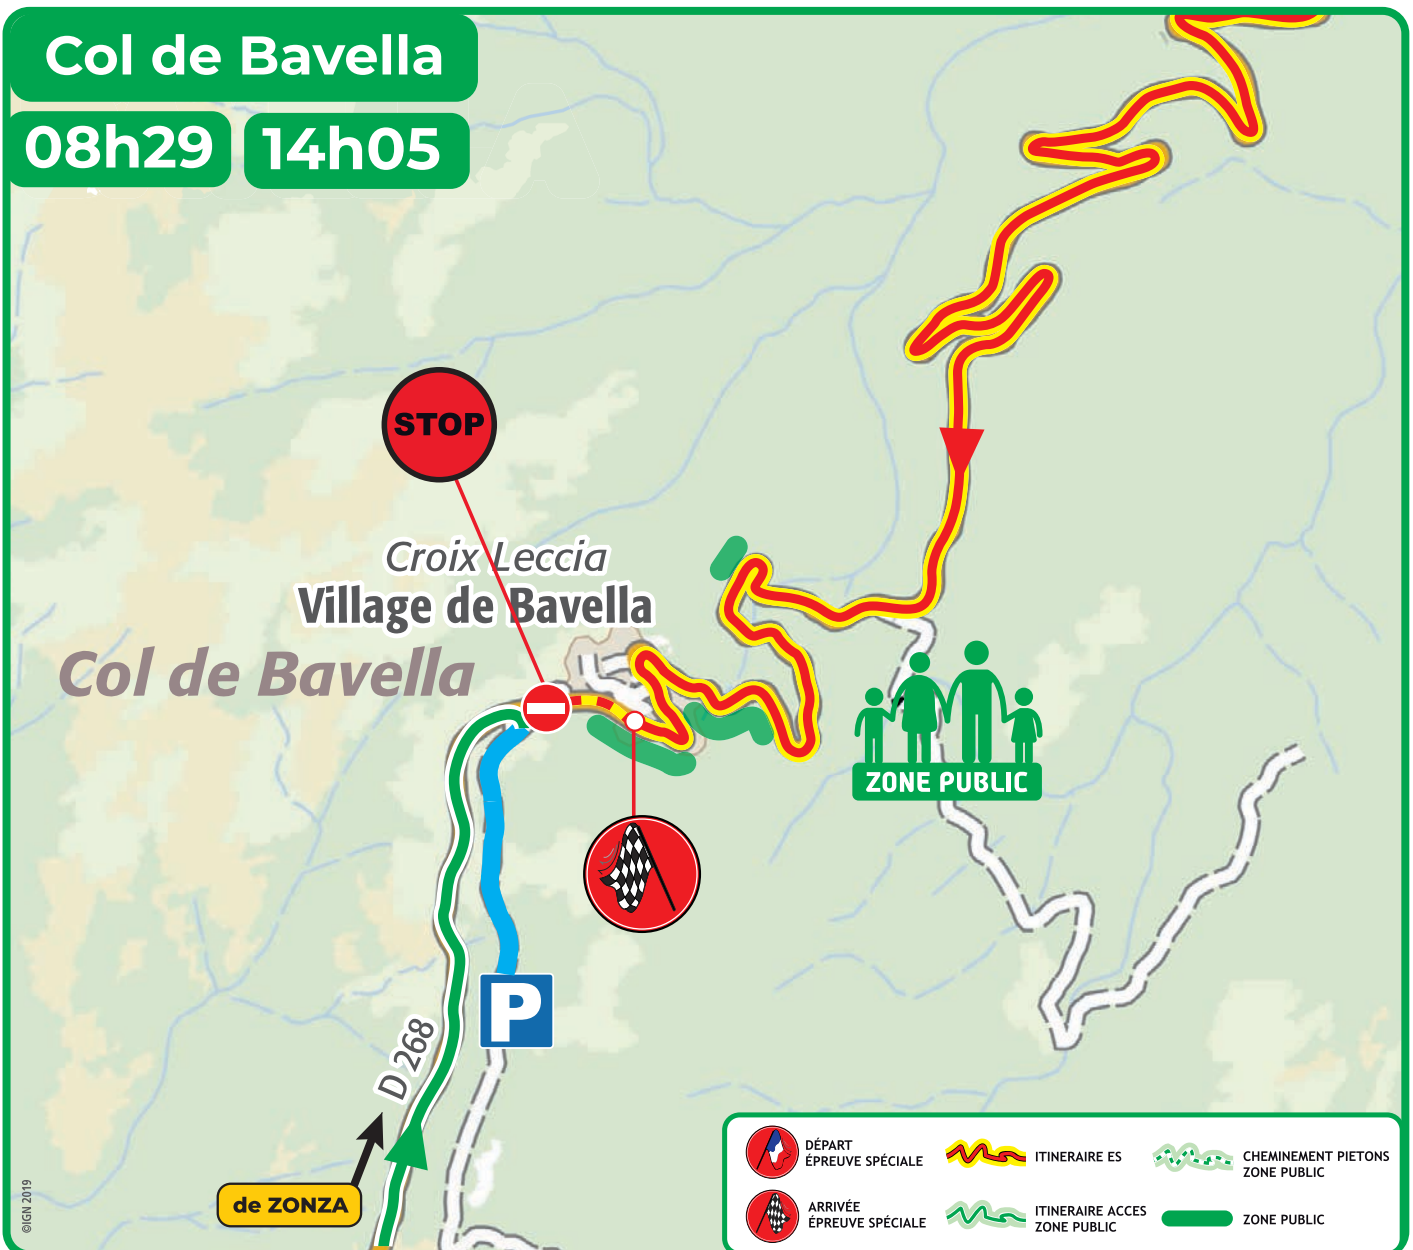 Col de Bavella
08h29
14h05
STOP
Croix Leccia
Village de Bavella
Col de Bavella
ZONE PUBLIC
P
D 268
de ZONZA
©IGN 2019
DÉPART
ÉPREUVE SPÉCIALE
ITINERAIRE ES
CHEMINEMENT PIETONS
ZONE PUBLIC
ARRIVÉE
ÉPREUVE SPÉCIALE
ITINERAIRE ACCES
ZONE PUBLIC
ZONE PUBLIC